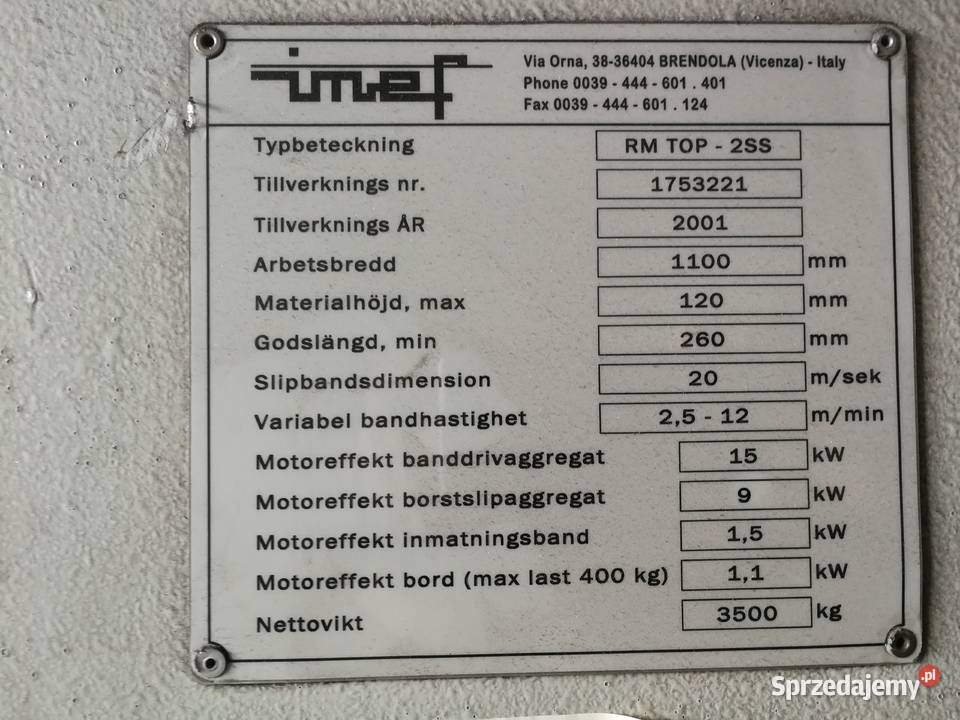 imef
Via Orna, 38-36404 BRENDOLA (Vicenza) - Italy
Phone 0039 - 444 - 601 . 401
Fax 0039 - 444 - 601 . 124
Typbeteckning RM TOP - 2SS
Tillverknings nr. 1753221
Tillverknings ÅR 2001
Arbetsbredd 1100 mm
Materialhöjd, max 120 mm
Godslängd, min 260 mm
Slipbandsdimension 20 m/sek
Variabel bandhastighet 2,5 - 12 m/min
Motoreffekt banddrivaggregat 15 kW
Motoreffekt borstslipaggregat 9 kW
Motoreffekt inmatningsband 1,5 kW
Motoreffekt bord (max last 400 kg) 1,1 kW
Nettovikt 3500 kg
Sprzedajemy.pl